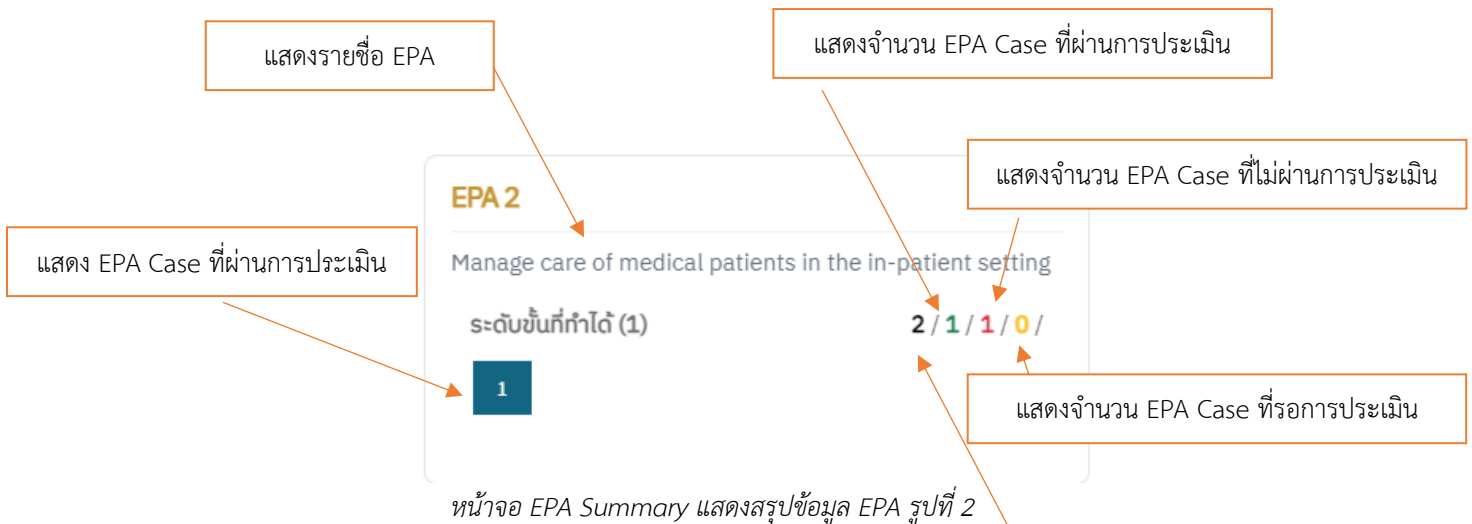 แสดงรายชื่อ EPA
แสดงจำนวน EPA Case ที่ผ่านการประเมิน
แสดงจำนวน EPA Case ที่ไม่ผ่านการประเมิน
EPA 2
แสดง EPA Case ที่ผ่านการประเมิน
Manage care of medical patients in the in-patient setting
ระดับขั้นที่ทำได้ (1) 2 / 1 / 1 / 0 /
1
แสดงจำนวน EPA Case ที่รอการประเมิน
หน้าจอ EPA Summary แสดงสรุปข้อมูล EPA รูปที่ 2